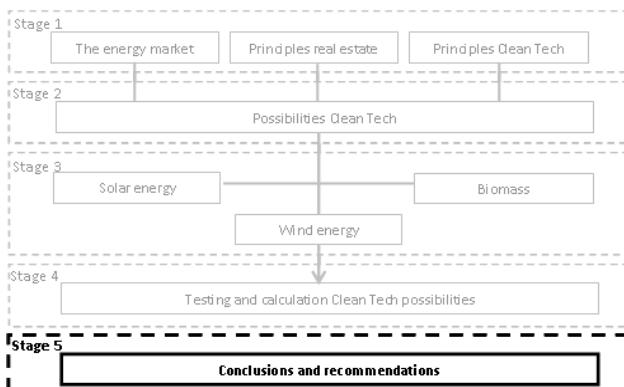 Stage 1
The energy market
Principles real estate
Principles Clean Tech
Stage 2
Possibilities Clean Tech
Stage 3
Solar energy
Biomass
Wind energy
Stage 4
Testing and calculation Clean Tech possibilities
Stage 5
Conclusions and recommendations